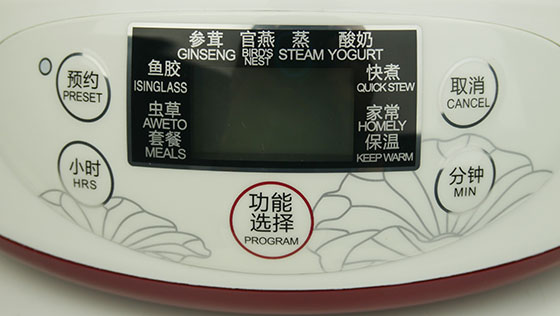 参茸 官燕 蒸 酸奶
GINSENG BIRD'S NEST STEAM YOGURT
鱼胶
ISINGLASS
虫草
AWETO
套餐
MEALS
快煮
QUICK STEW
家常
HOMELY
保温
KEEP WARM
预约
PRESET
取消
CANCEL
小时
HRS
分钟
MIN
功能
选择
PROGRAM